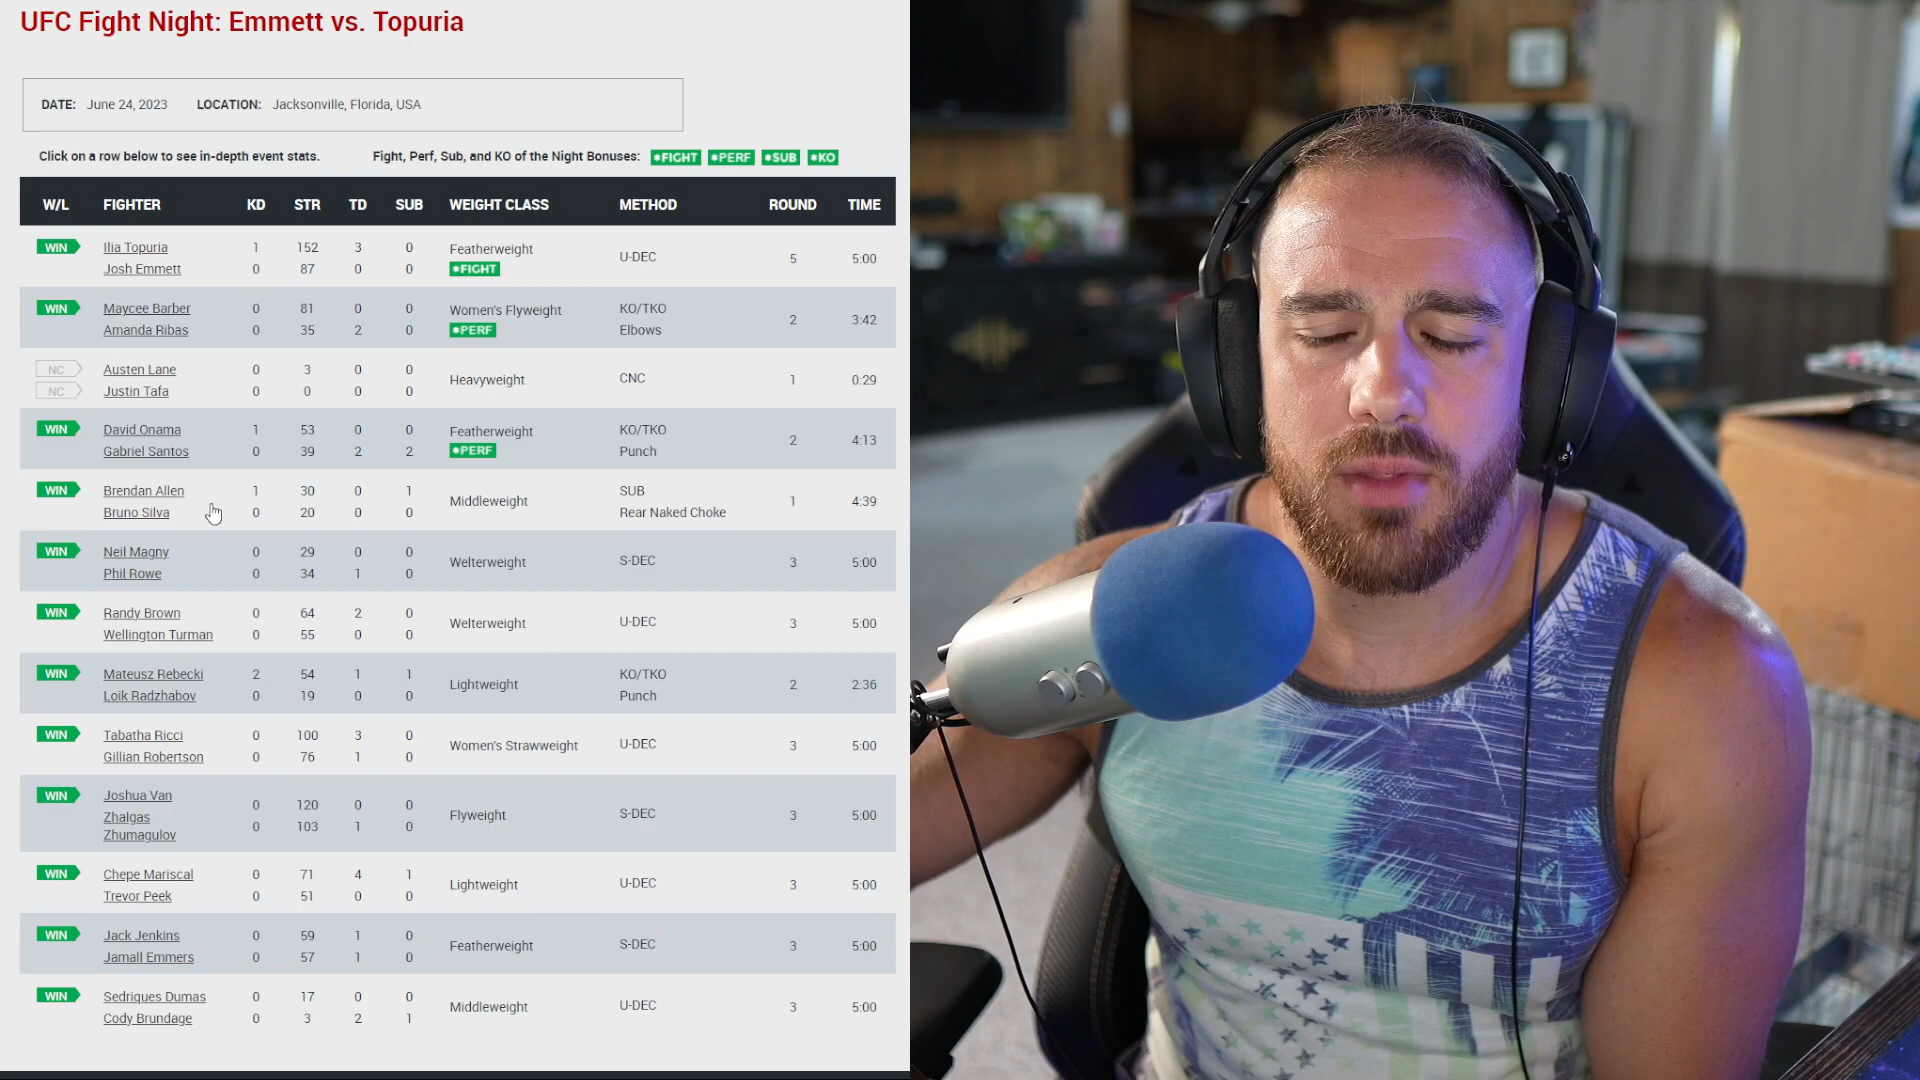 UFC Fight Night: Emmett vs. Topuria
DATE: June 24, 2023 LOCATION: Jacksonville, Florida, USA
Click on a row below to see in-depth event stats. Fight, Perf, Sub, and KO of the Night Bonuses: FIGHT PERF SUB KO
W/L FIGHTER KD STR TD SUB WEIGHT CLASS METHOD ROUND TIME
WIN Ilia Topuria 1 152 3 0 Featherweight U-DEC 5 5:00
Josh Emmett 0 87 0 0 FIGHT
WIN Maycee Barber 0 81 0 0 Women's Flyweight KO/TKO 2 3:42
Amanda Ribas 0 35 2 0 PERF Elbows
NC Austen Lane 0 3 0 0 Heavyweight CNC 1 0:29
NC Justin Tafa 0 0 0 0
WIN David Onama 1 53 0 0 Featherweight KO/TKO 2 4:13
Gabriel Santos 0 39 2 2 PERF Punch
WIN Brendan Allen 1 30 0 1 Middleweight SUB 1 4:39
Bruno Silva 0 20 0 0 Rear Naked Choke
WIN Neil Magny 0 29 0 0 Welterweight S-DEC 3 5:00
Phil Rowe 0 34 1 0
WIN Randy Brown 0 64 2 0 Welterweight U-DEC 3 5:00
Wellington Turman 0 55 0 0
WIN Mateusz Rebecki 2 54 1 1 Lightweight KO/TKO 2 2:36
Loik Radzhabov 0 19 0 0 Punch
WIN Tabatha Ricci 0 100 3 0 Women's Strawweight U-DEC 3 5:00
Gillian Robertson 0 76 1 0
WIN Joshua Van 0 120 0 0 Flyweight S-DEC 3 5:00
Zhalgas
Zhumagulov 0 103 1 0
WIN Chepe Mariscal 0 71 4 1 Lightweight U-DEC 3 5:00
Trevor Peek 0 51 0 0
WIN Jack Jenkins 0 59 1 0 Featherweight S-DEC 3 5:00
Jamall Emmers 0 57 1 0
WIN Sedriques Dumas 0 17 0 0 Middleweight U-DEC 3 5:00
Cody Brundage 0 3 2 1